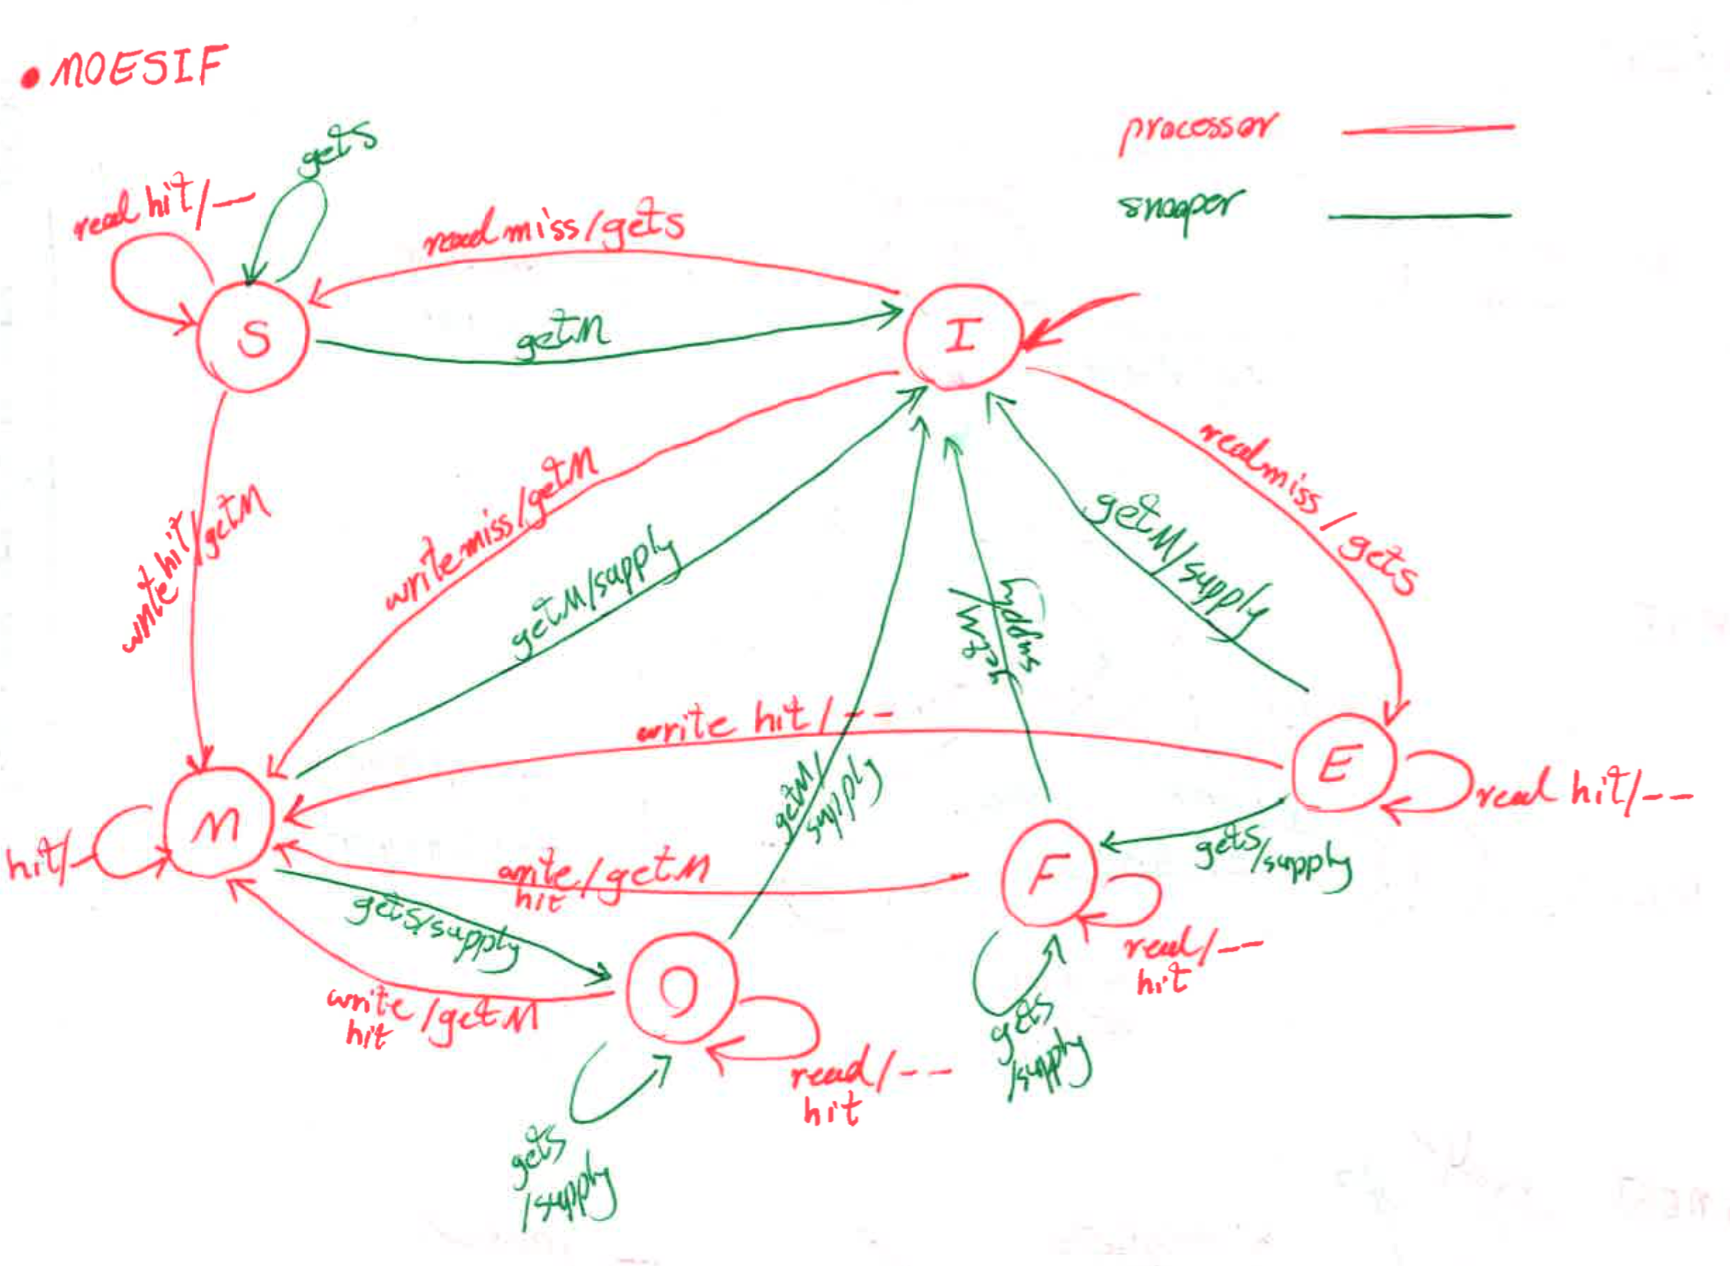 • MOESIF
processor
snooper
getS
read hit/--
read miss/getS
S
getM
I
write hit/getM
write miss/getM
getM/supply
getM/
supply
getM/supply
read miss/getS
write hit/--
E
read hit/--
M
hit/-
getM/
supply
getS/supply
F
write/getM
hit
read/--
hit
getS/supply
O
write/getM
hit
getS
/supply
read/--
hit
getS
/supply